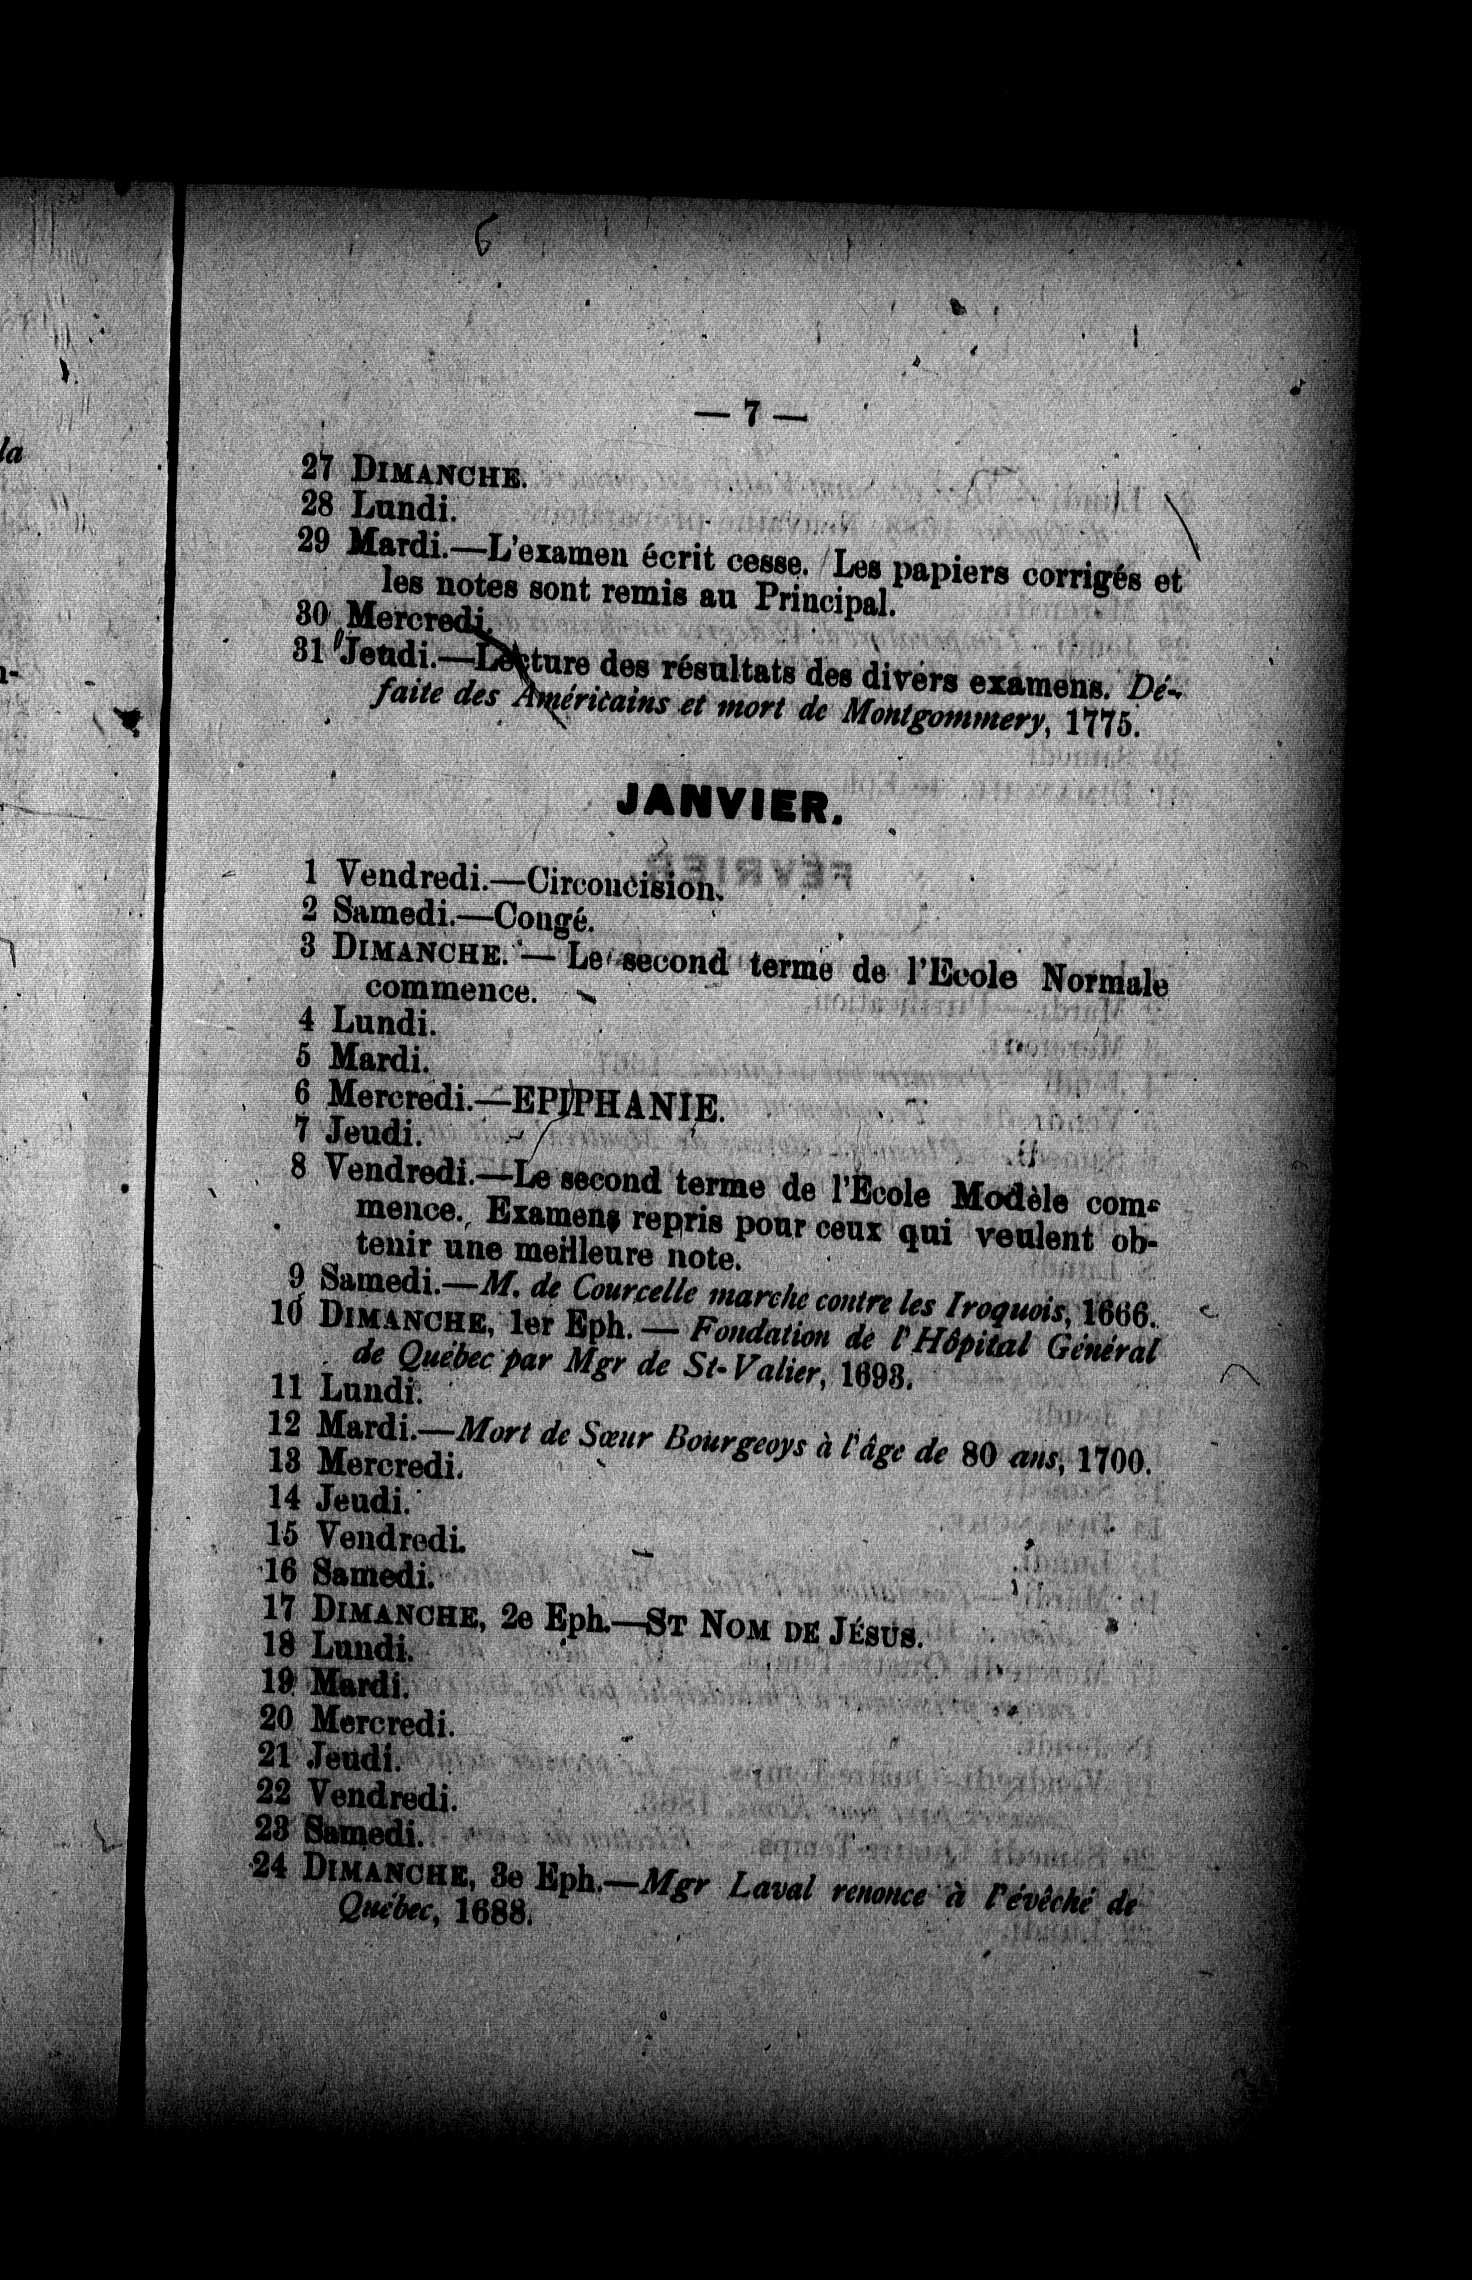 6
— 7 —
27 DIMANCHE.
28 Lundi.
29 Mardi.—L'examen écrit cesse. Les papiers corrigés et
les notes sont remis au Principal.
30 Mercredi.
31 Jeudi.—Lecture des résultats des divers examens. Dé-
faite des Américains et mort de Montgommery, 1775.
JANVIER.
1 Vendredi.—Circoncision.
2 Samedi.—Congé.
3 DIMANCHE. — Le second terme de l'Ecole Normale
commence.
4 Lundi.
5 Mardi.
6 Mercredi.—EPIPHANIE.
7 Jeudi.
8 Vendredi.—Le second terme de l'Ecole Modèle com-
mence. Examens repris pour ceux qui veulent ob-
tenir une meilleure note.
9 Samedi.—M. de Courcelle marche contre les Iroquois, 1666.
10 DIMANCHE, 1er Eph. — Fondation de l'Hôpital Général
de Québec par Mgr de St-Valier, 1693.
11 Lundi.
12 Mardi.—Mort de Sœur Bourgeoys à l'âge de 80 ans, 1700.
13 Mercredi.
14 Jeudi.
15 Vendredi.
16 Samedi.
17 DIMANCHE, 2e Eph.—ST NOM DE JÉSUS.
18 Lundi.
19 Mardi.
20 Mercredi.
21 Jeudi.
22 Vendredi.
23 Samedi.
24 DIMANCHE, 3e Eph.—Mgr Laval renonce à l'évêché de
Québec, 1688.
la